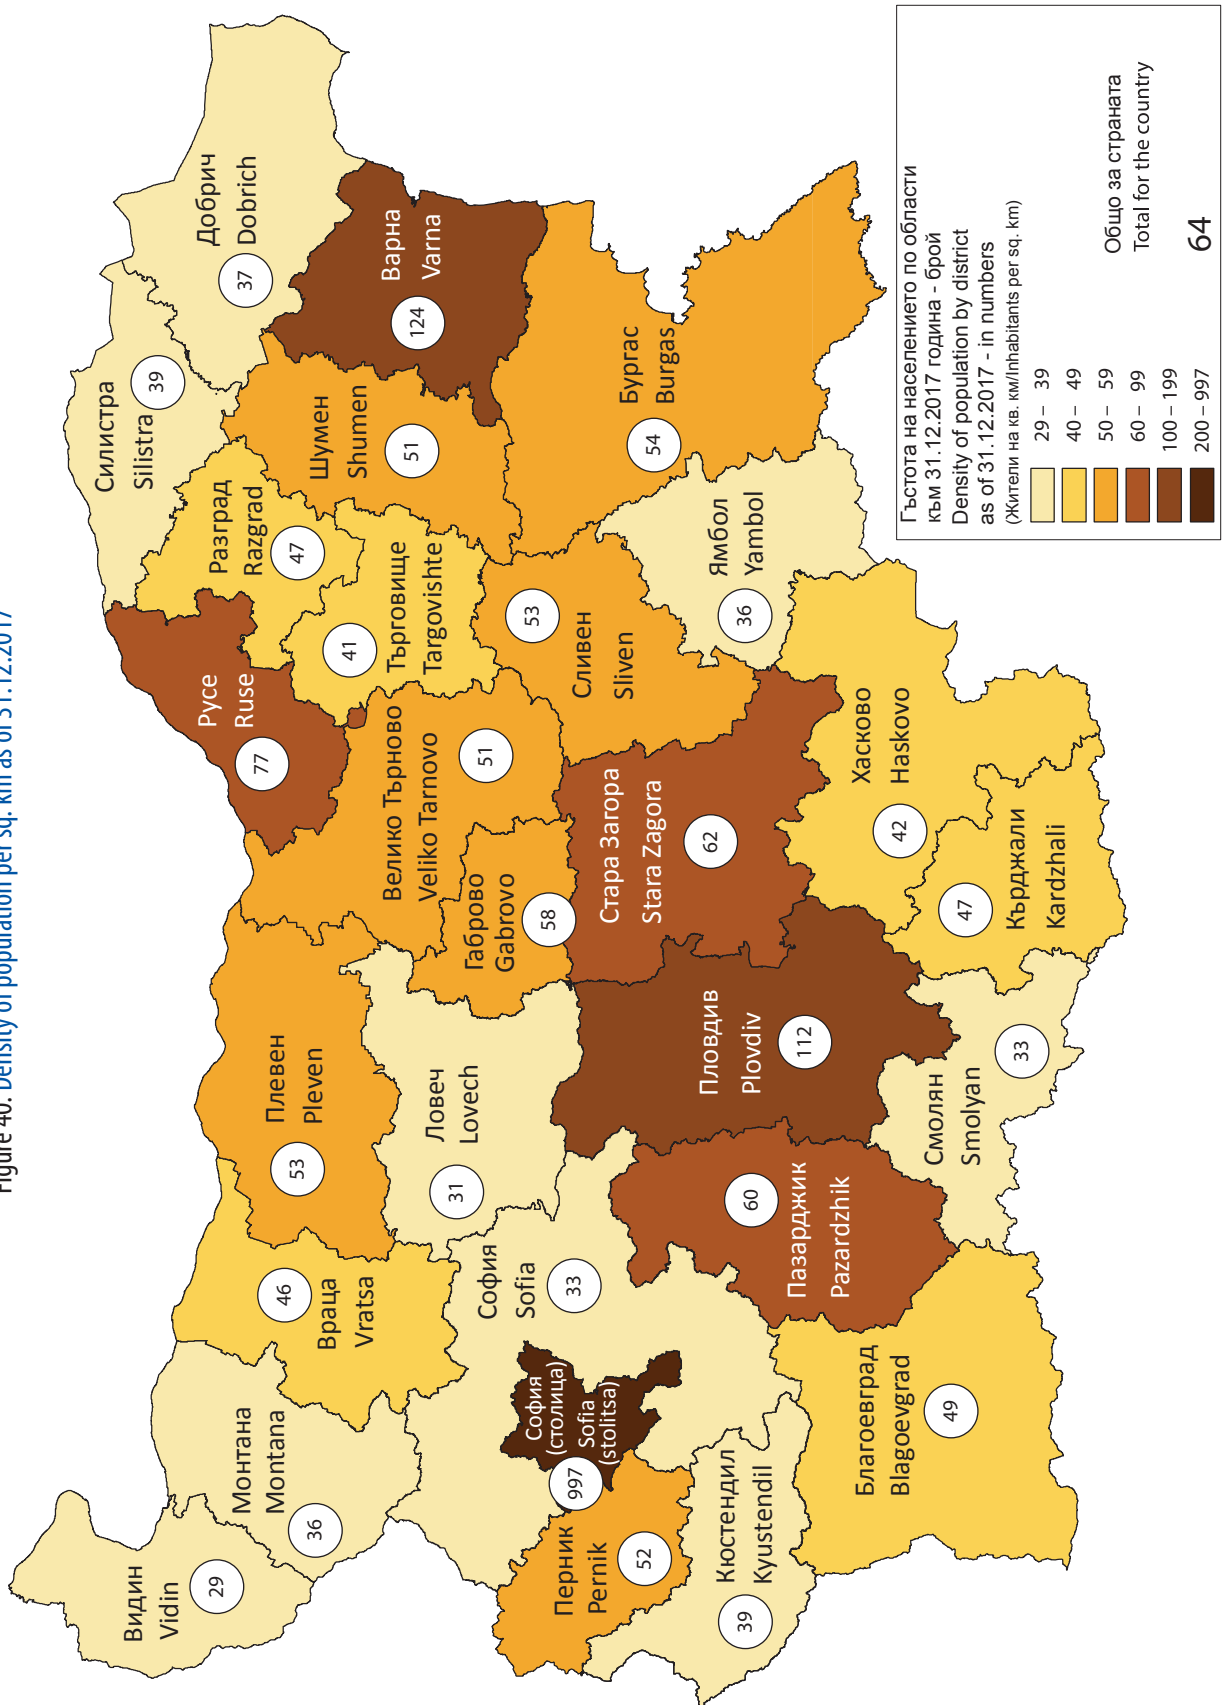 Figure 40. Density of population per sq. km as of 31.12.2017
Видин
Vidin
29
Монтана
Montana
36
Враца
Vratsa
46
Плевен
Pleven
53
Ловеч
Lovech
31
Велико Търново
Veliko Tarnovo
51
Габрово
Gabrovo
58
Русе
Ruse
77
Разград
Razgrad
47
Търговище
Targovishte
41
Силистра
Silistra
39
Добрич
Dobrich
37
Шумен
Shumen
51
Варна
Varna
124
Бургас
Burgas
54
Сливен
Sliven
53
Ямбол
Yambol
36
Стара Загора
Stara Zagora
62
Хасково
Haskovo
42
Кърджали
Kardzhali
47
Пловдив
Plovdiv
112
Смолян
Smolyan
33
Пазарджик
Pazardzhik
60
София
Sofia
33
София
(столица)
Sofia
(stolitsa)
997
Перник
Pernik
52
Кюстендил
Kyustendil
39
Благоевград
Blagoevgrad
49
Гъстота на населението по области
към 31.12.2017 година - брой
Density of population by district
as of 31.12.2017 - in numbers
(Жители на кв. км/Inhabitants per sq. km)
29 – 39
40 – 49
50 – 59
60 – 99
100 – 199
200 – 997
Общо за страната
Total for the country
64